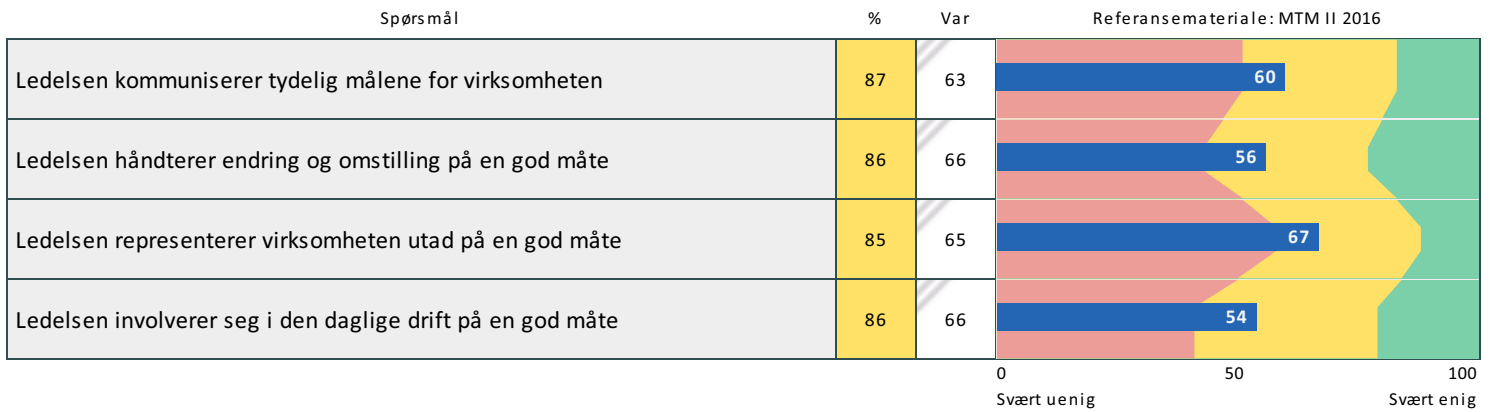 Spørsmål % Var Referansemateriale: MTM II 2016
Ledelsen kommuniserer tydelig målene for virksomheten 87 63 60
Ledelsen håndterer endring og omstilling på en god måte 86 66 56
Ledelsen representerer virksomheten utad på en god måte 85 65 67
Ledelsen involverer seg i den daglige drift på en god måte 86 66 54
0 50 100
Svært uenig Svært enig